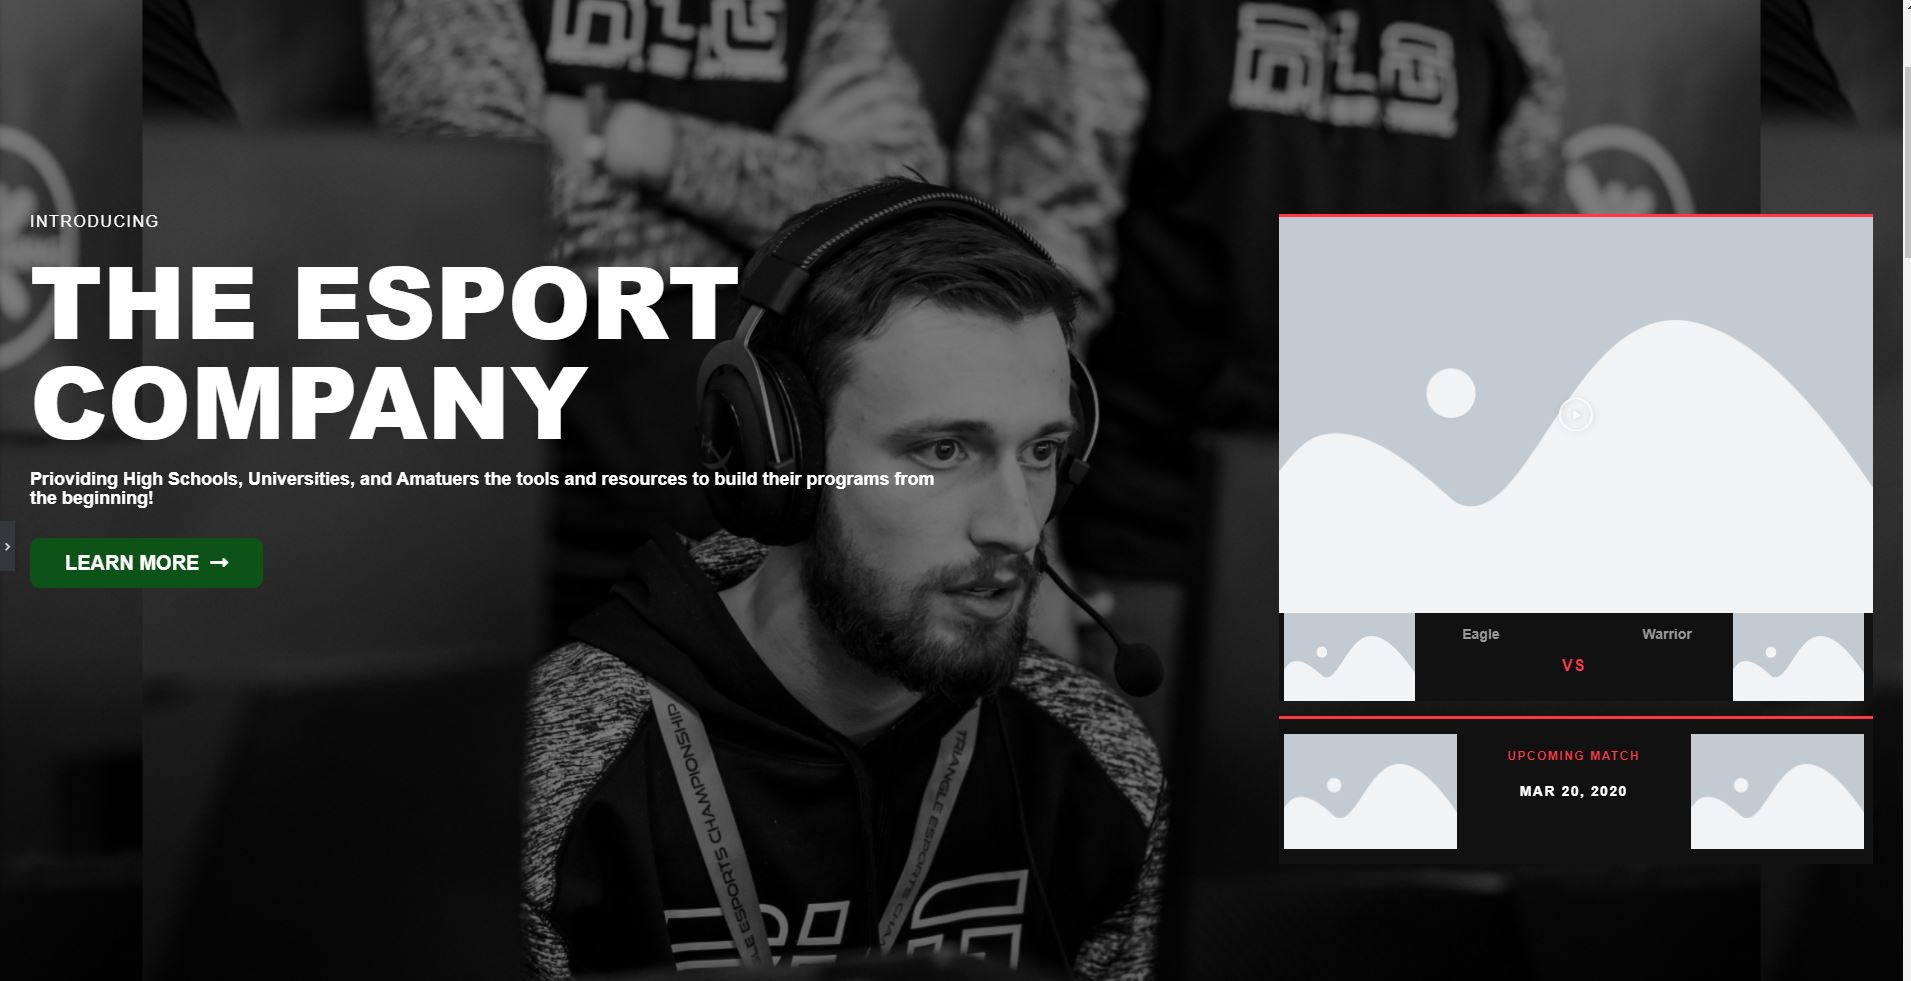 INTRODUCING
THE ESPORT
COMPANY
Prioviding High Schools, Universities, and Amatuers the tools and resources to build their programs from
the beginning!
LEARN MORE →
Eagle
Warrior
VS
UPCOMING MATCH
MAR 20, 2020
CHAMPIONSHIP
TRIANGLE ESPORTS